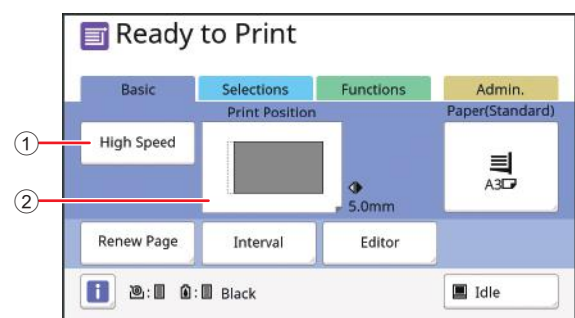 Ready to Print
Basic Selections Functions Admin.
Print Position Paper(Standard)
1 High Speed
A3
2
5.0mm
Renew Page Interval Editor
i : : Black Idle